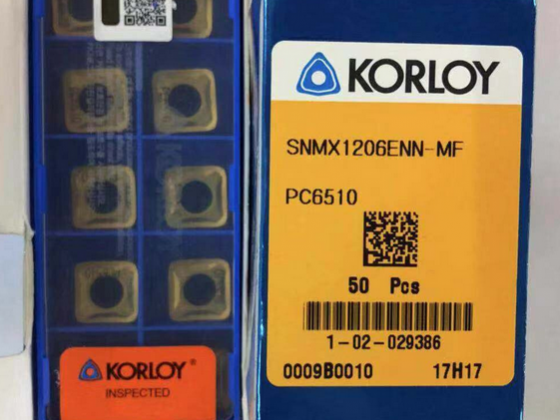 KORLOY
INSPECTED
KORLOY
SNMX1206ENN-MF
PC6510
50 Pcs
1-02-029386
0009B0010 17H17